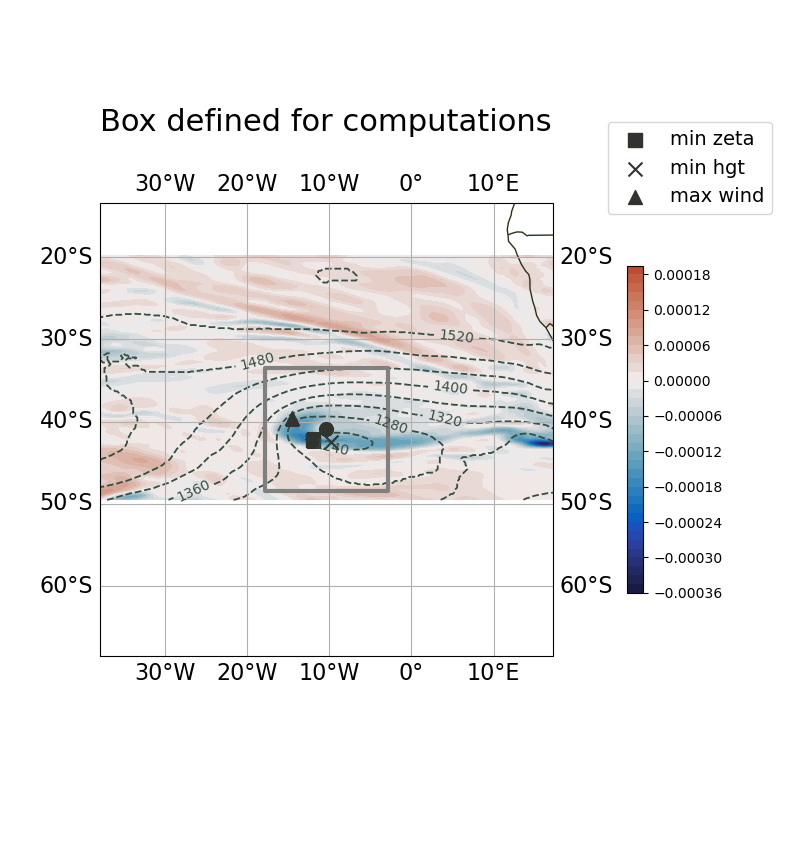 Box defined for computations
min zeta
min hgt
max wind
30°W 20°W 10°W 0° 10°E
20°S 20°S
30°S 30°S
40°S 40°S
50°S 50°S
60°S 60°S
30°W 20°W 10°W 0° 10°E
1520
1480
1400
1320
1280
1360
0.00018
0.00012
0.00006
0.00000
−0.00006
−0.00012
−0.00018
−0.00024
−0.00030
−0.00036